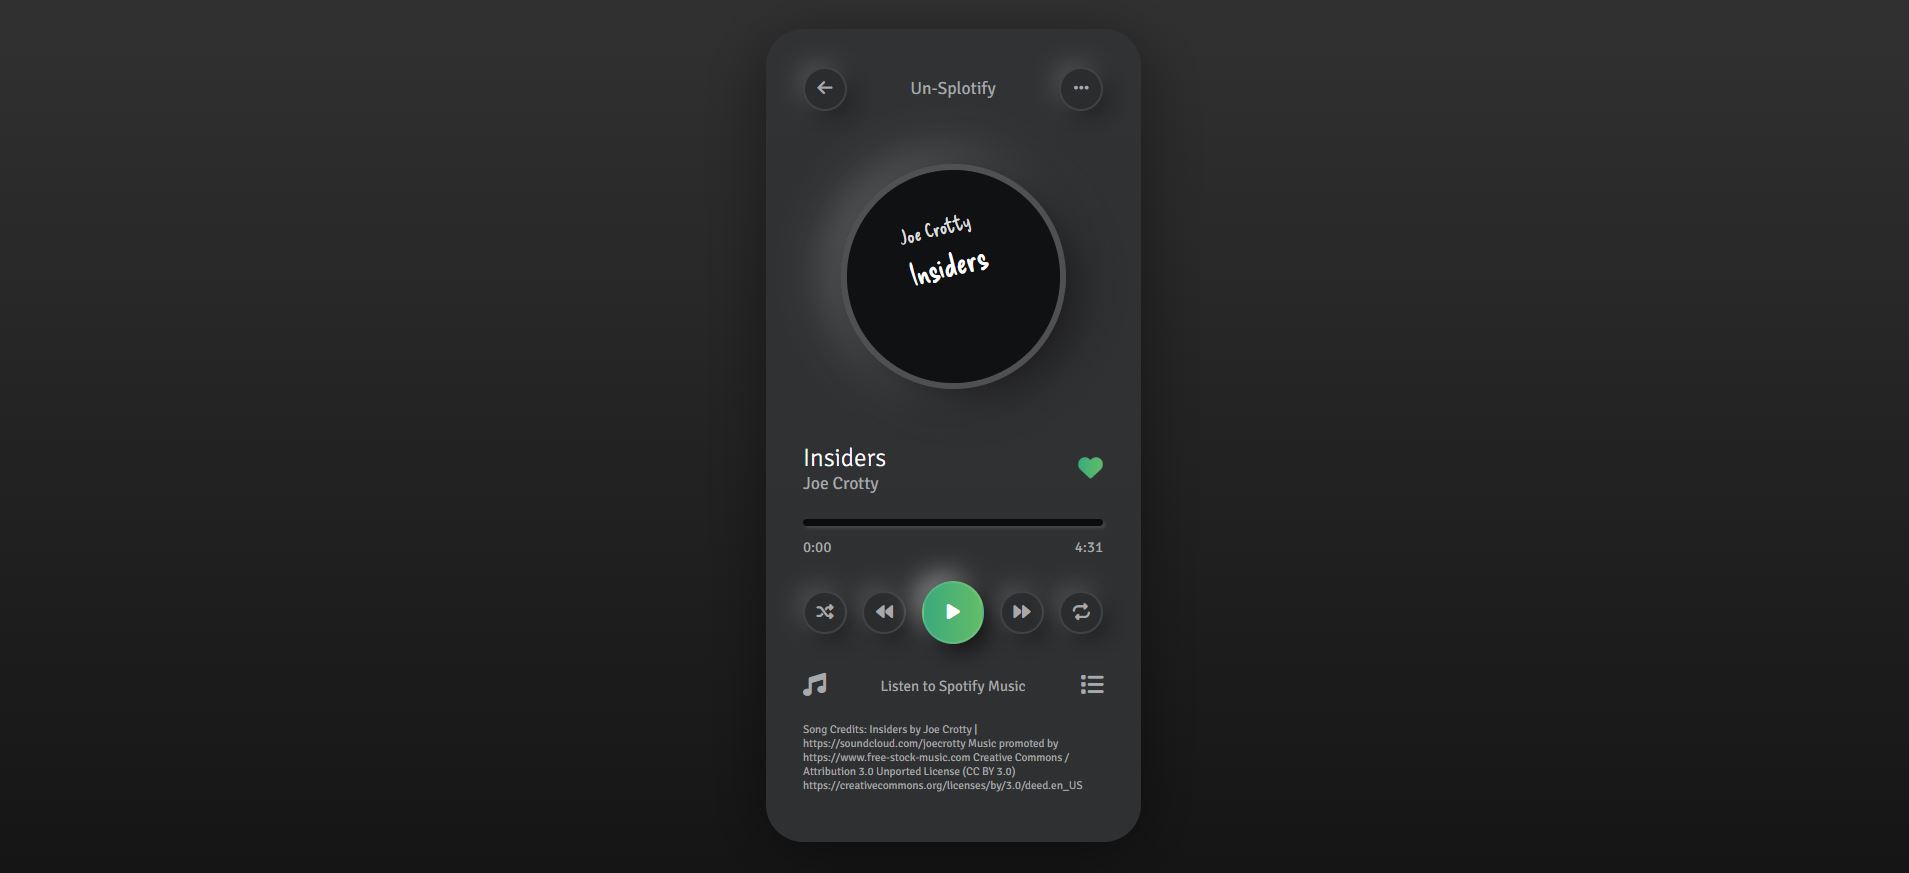 Un-Splotify
Joe Crotty
Insiders
Insiders
Joe Crotty
0:00 4:31
Listen to Spotify Music
Song Credits: Insiders by Joe Crotty |
https://soundcloud.com/joecrotty Music promoted by
https://www.free-stock-music.com Creative Commons /
Attribution 3.0 Unported License (CC BY 3.0)
https://creativecommons.org/licenses/by/3.0/deed.en_US